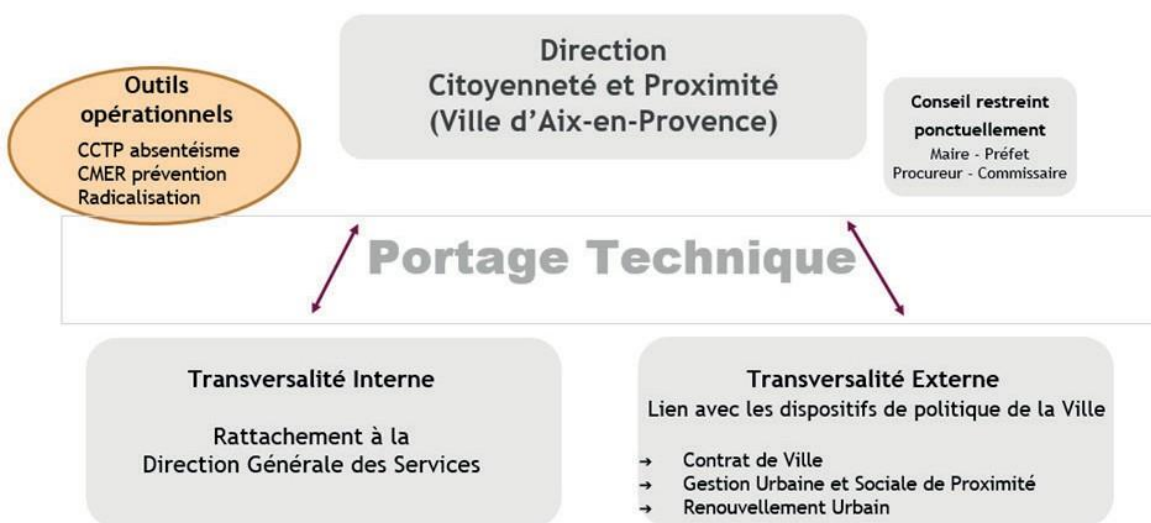 Direction
Citoyenneté et Proximité
(Ville d'Aix-en-Provence)
Outils
opérationnels
CCTP absentéisme
CMER prévention
Radicalisation
Conseil restreint
ponctuellement
Maire - Préfet
Procureur - Commissaire
Portage Technique
Transversalité Interne
Rattachement à la
Direction Générale des Services
Transversalité Externe
Lien avec les dispositifs de politique de la Ville
→ Contrat de Ville
→ Gestion Urbaine et Sociale de Proximité
→ Renouvellement Urbain